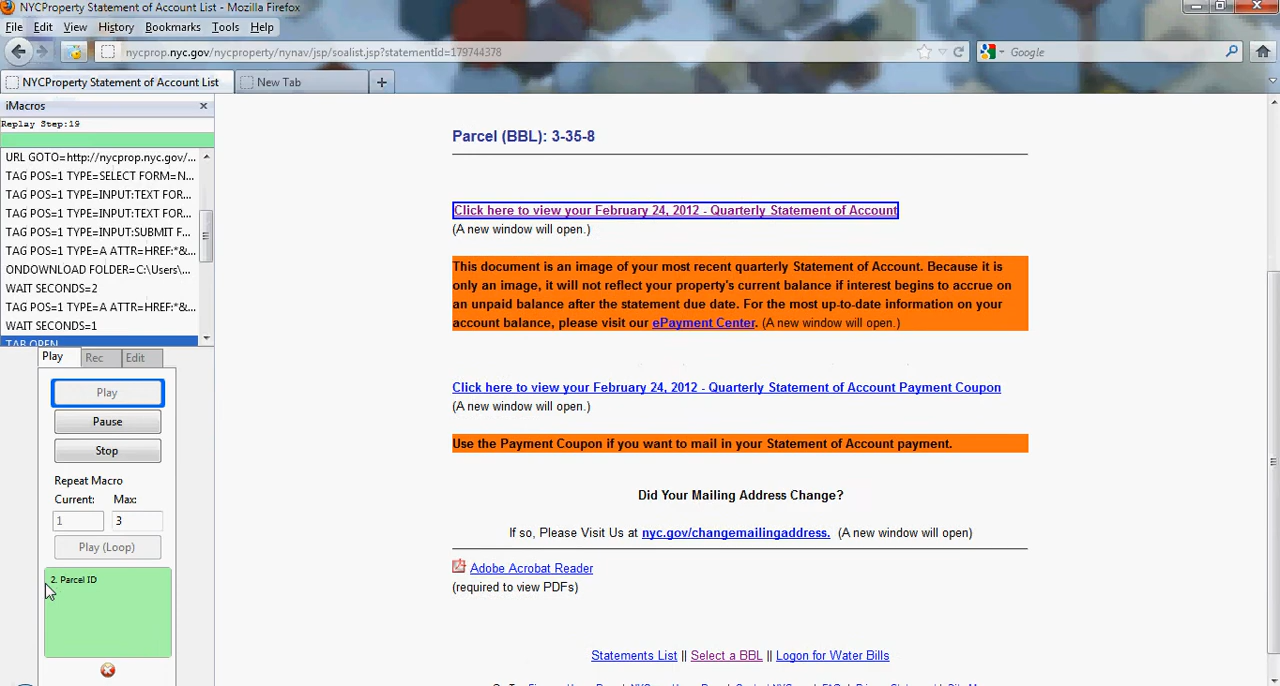 NYCProperty Statement of Account List - Mozilla Firefox
File Edit View History Bookmarks Tools Help
nycprop.nyc.gov/nycproperty/nynav/jsp/soalist.jsp?statementId=179744378
Google
NYCProperty Statement of Account List
New Tab
iMacros
Replay Step:19
URL GOTO=http://nycprop.nyc.gov/...
TAG POS=1 TYPE=SELECT FORM=N...
TAG POS=1 TYPE=INPUT:TEXT FOR...
TAG POS=1 TYPE=INPUT:TEXT FOR...
TAG POS=1 TYPE=INPUT:SUBMIT F...
TAG POS=1 TYPE=A ATTR=HREF:*&...
ONDOWNLOAD FOLDER=C:\Users\...
WAIT SECONDS=2
TAG POS=1 TYPE=A ATTR=HREF:*&...
WAIT SECONDS=1
TAB OPEN
Play Rec Edit
Play
Pause
Stop
Repeat Macro
Current: Max:
1 3
Play (Loop)
2. Parcel ID
Parcel (BBL): 3-35-8
Click here to view your February 24, 2012 - Quarterly Statement of Account
(A new window will open.)
This document is an image of your most recent quarterly Statement of Account. Because it is
only an image, it will not reflect your property's current balance if interest begins to accrue on
an unpaid balance after the statement due date. For the most up-to-date information on your
account balance, please visit our ePayment Center. (A new window will open.)
Click here to view your February 24, 2012 - Quarterly Statement of Account Payment Coupon
(A new window will open.)
Use the Payment Coupon if you want to mail in your Statement of Account payment.
Did Your Mailing Address Change?
If so, Please Visit Us at nyc.gov/changemailingaddress. (A new window will open)
Adobe Acrobat Reader
(required to view PDFs)
Statements List || Select a BBL || Logon for Water Bills